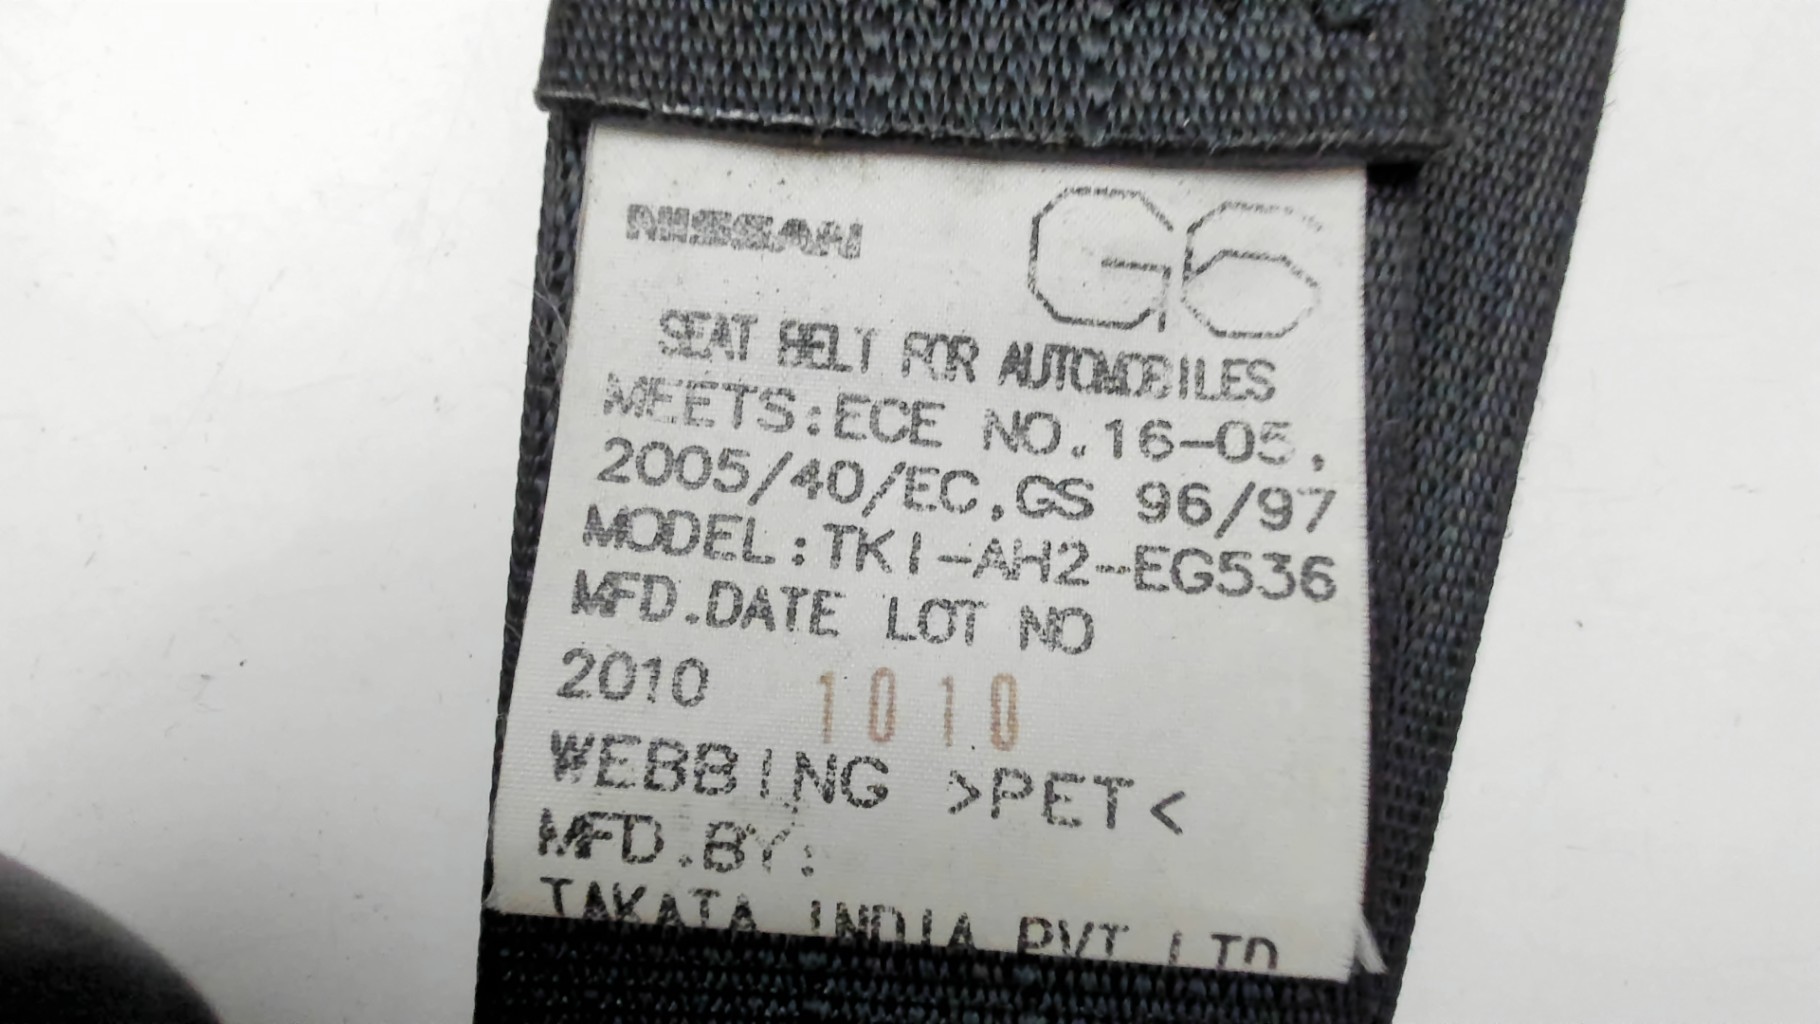 NISSAN G6
SEAT BELT FOR AUTOMOBILES
MEETS:ECE NO.16-05,
2005/40/EC,GS 96/97
MODEL:TKI-AH2-EG536
MFD.DATE LOT NO
2010 1010
WEBBING >PET<
MFD.BY:
TAKATA INDIA PVT LTD